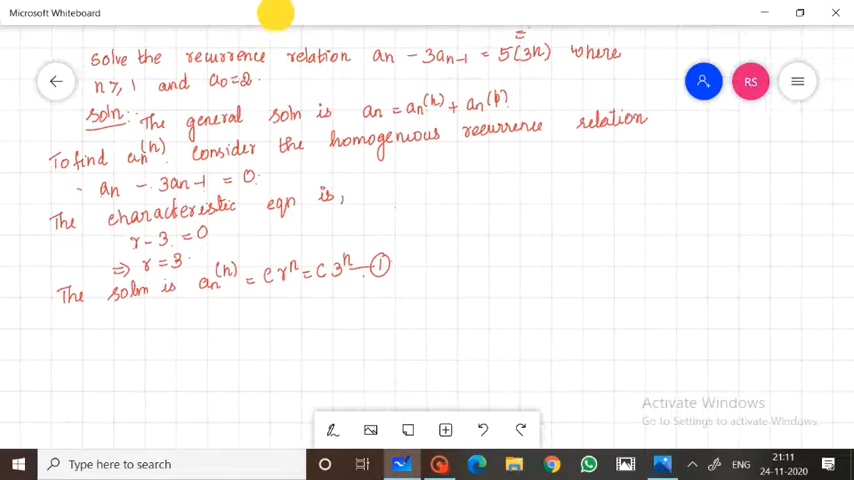 Microsoft Whiteboard
Solve the recurrence relation an - 3an-1 = 5(3n) where
n ≥ 1 and a0 = 2.
Soln:- The general soln is an = an(h) + an(p)
To find an(h). Consider the homogenous recurrence relation
an - 3an-1 = 0.
The characteristic eqn is,
r - 3 = 0
⇒ r = 3.
The solm is an(h) = C rn = C 3n —①
RS
Activate Windows
Go to Settings to activate Windows.
Type here to search
ENG
21:11
24-11-2020